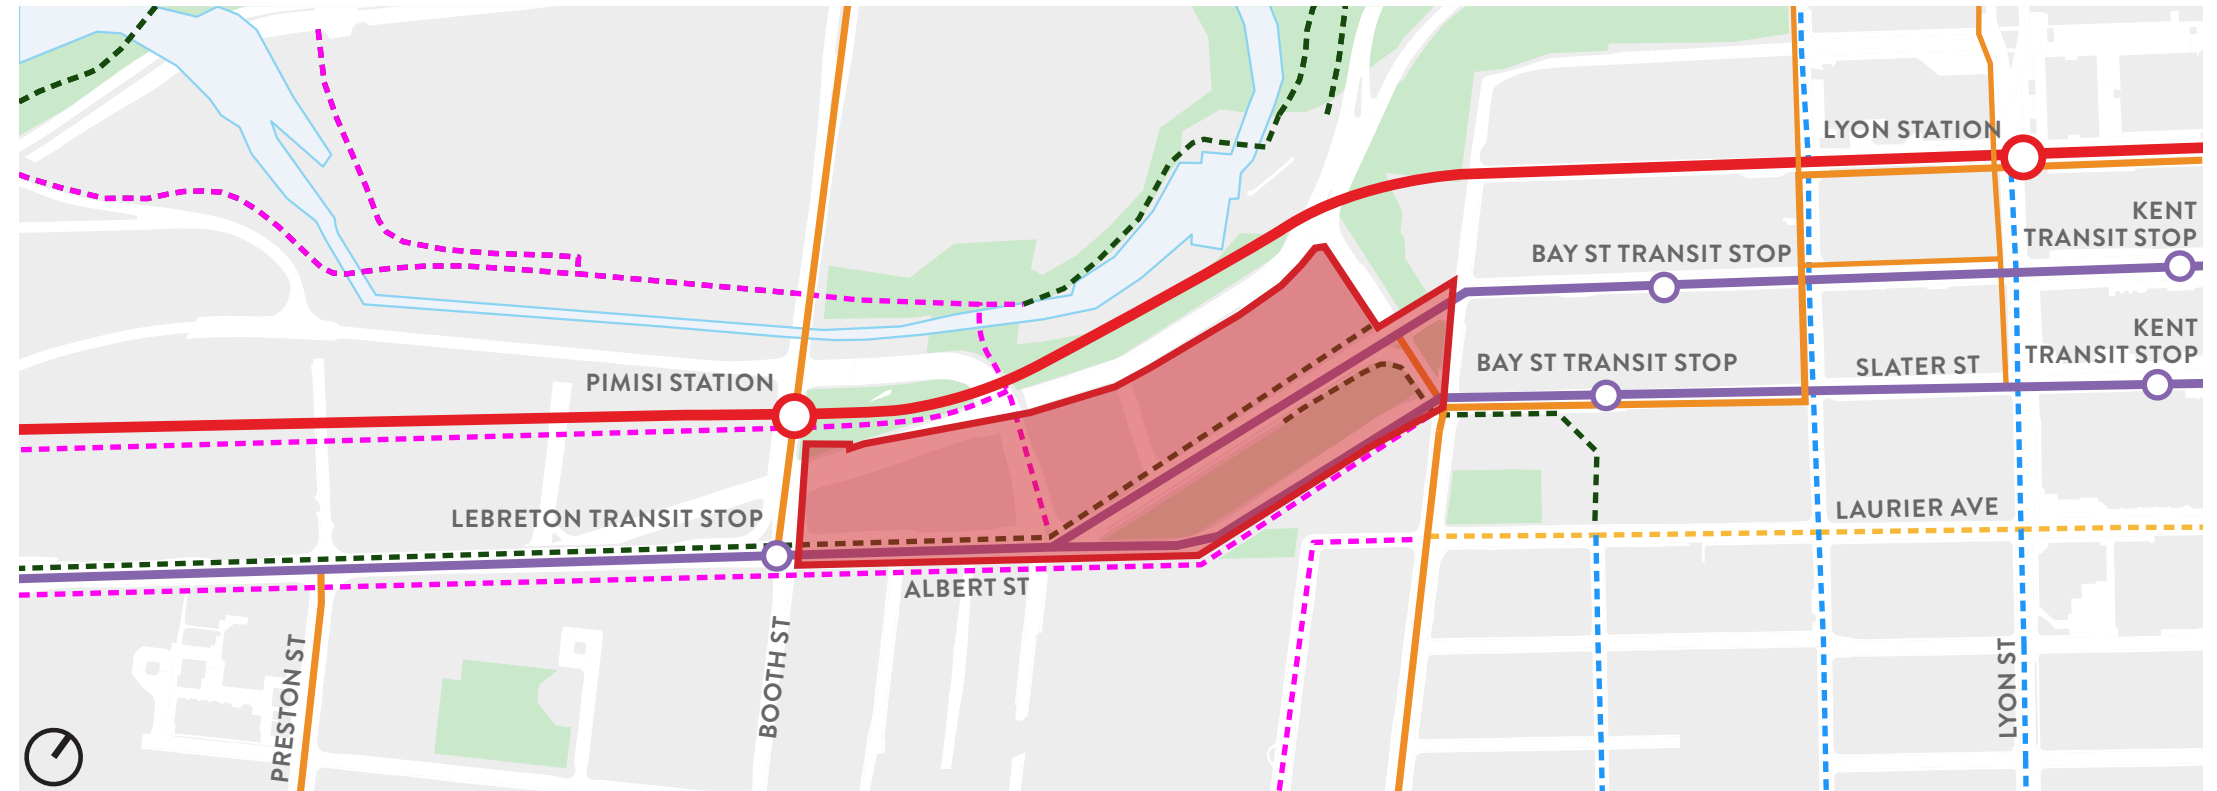 LYON STATION
KENT
TRANSIT STOP
BAY ST TRANSIT STOP
KENT
TRANSIT STOP
BAY ST TRANSIT STOP
SLATER ST
PIMISI STATION
LAURIER AVE
LEBRETON TRANSIT STOP
ALBERT ST
PRESTON ST
BOOTH ST
LYON ST